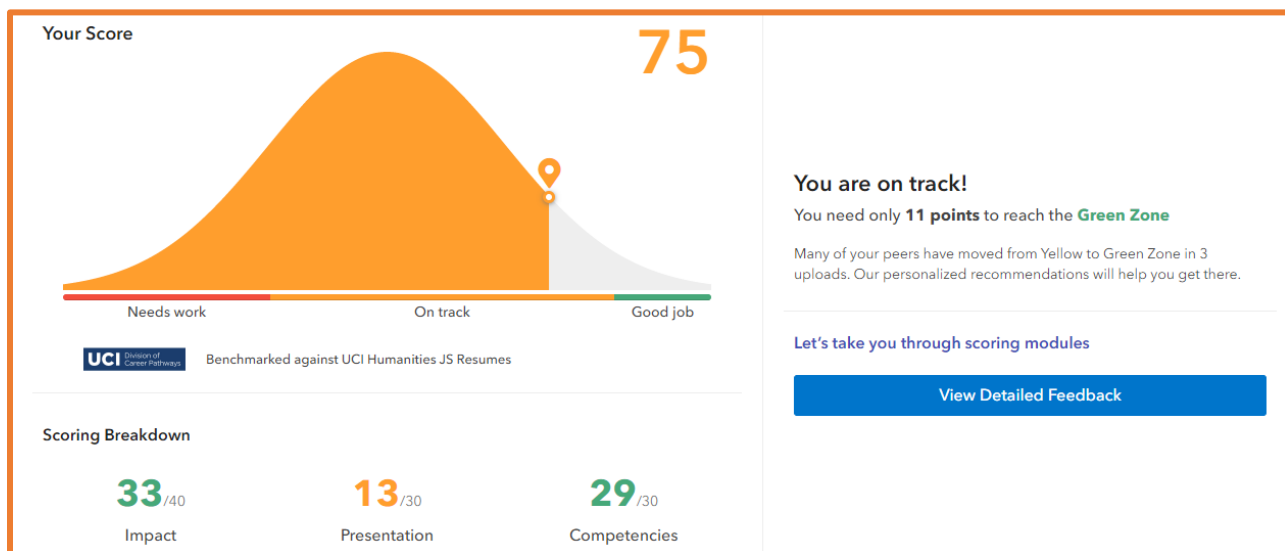 Your Score
75
Needs work
On track
Good job
UCI Division of
Career Pathways
Benchmarked against UCI Humanities JS Resumes
Scoring Breakdown
33/40
13/30
29/30
Impact
Presentation
Competencies
You are on track!
You need only 11 points to reach the Green Zone
Many of your peers have moved from Yellow to Green Zone in 3
uploads. Our personalized recommendations will help you get there.
Let's take you through scoring modules
View Detailed Feedback